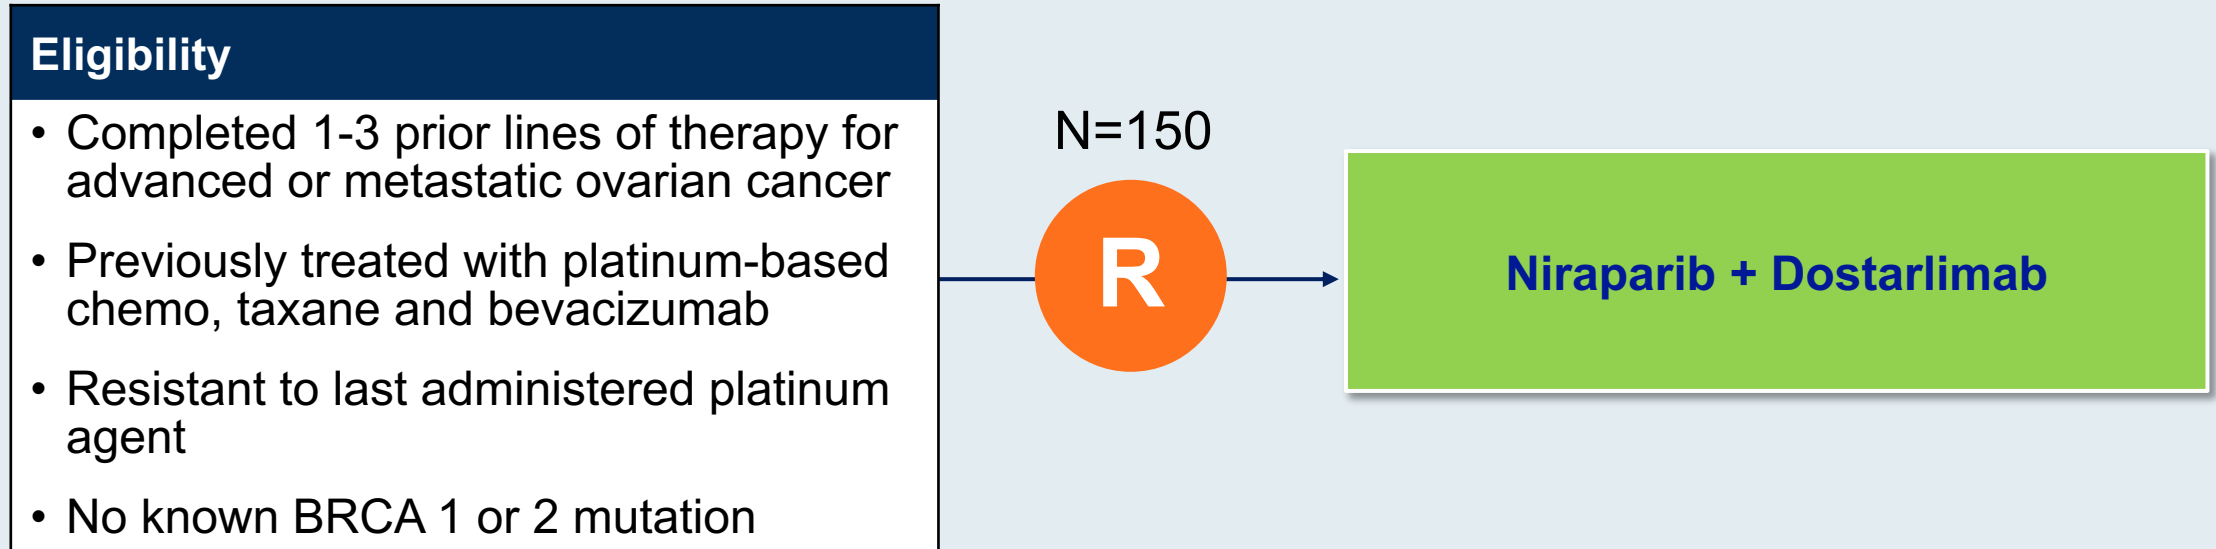 Eligibility
• Completed 1-3 prior lines of therapy for
advanced or metastatic ovarian cancer
• Previously treated with platinum-based
chemo, taxane and bevacizumab
• Resistant to last administered platinum
agent
• No known BRCA 1 or 2 mutation
N=150
R
Niraparib + Dostarlimab